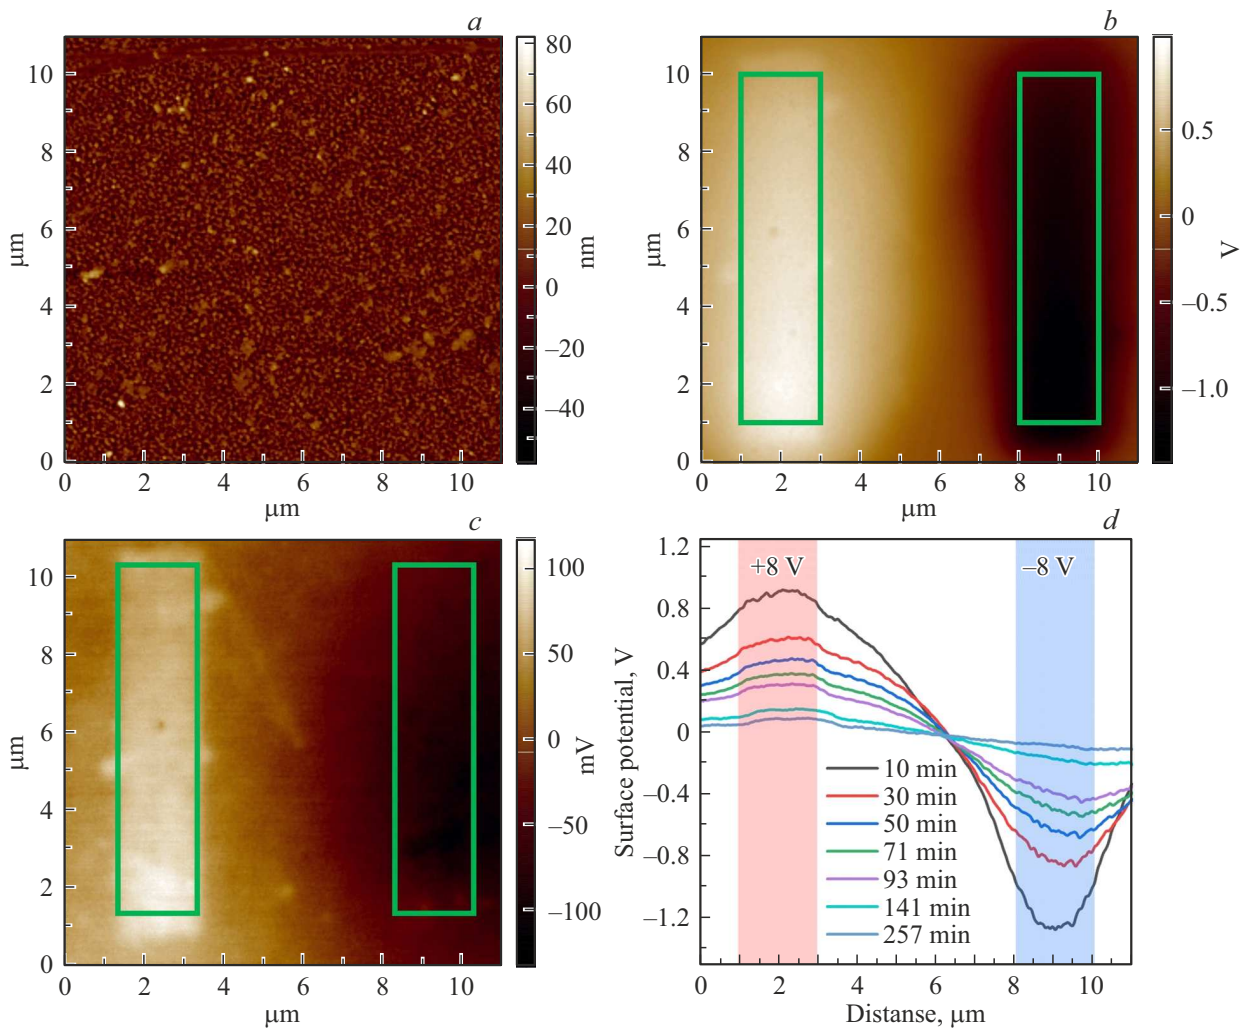 a
80
60
40
20
0
–20
–40
nm
10
8
6
4
2
0
μm
0 2 4 6 8 10
μm
b
0.5
0
–0.5
–1.0
V
10
8
6
4
2
0
μm
0 2 4 6 8 10
μm
c
100
50
0
–50
–100
mV
10
8
6
4
2
0
μm
0 2 4 6 8 10
μm
d
1.2
0.8
0.4
0
–0.4
–0.8
–1.2
Surface potential, V
+8 V
–8 V
10 min
30 min
50 min
71 min
93 min
141 min
257 min
0 2 4 6 8 10
Distanse, μm